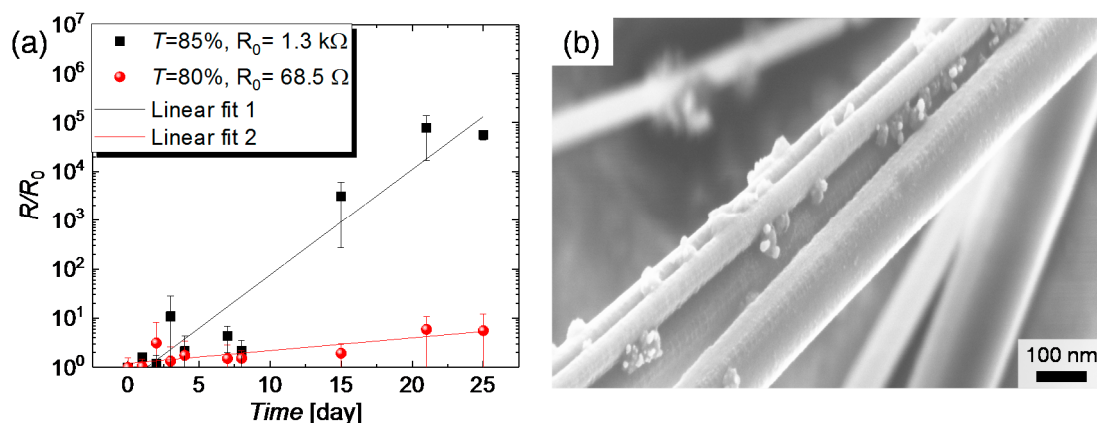 (a)
T=85%, R₀= 1.3 kΩ
T=80%, R₀= 68.5 Ω
Linear fit 1
Linear fit 2
R/R₀
10⁷
10⁶
10⁵
10⁴
10³
10²
10¹
10⁰
0 5 10 15 20 25
Time [day]
(b)
100 nm